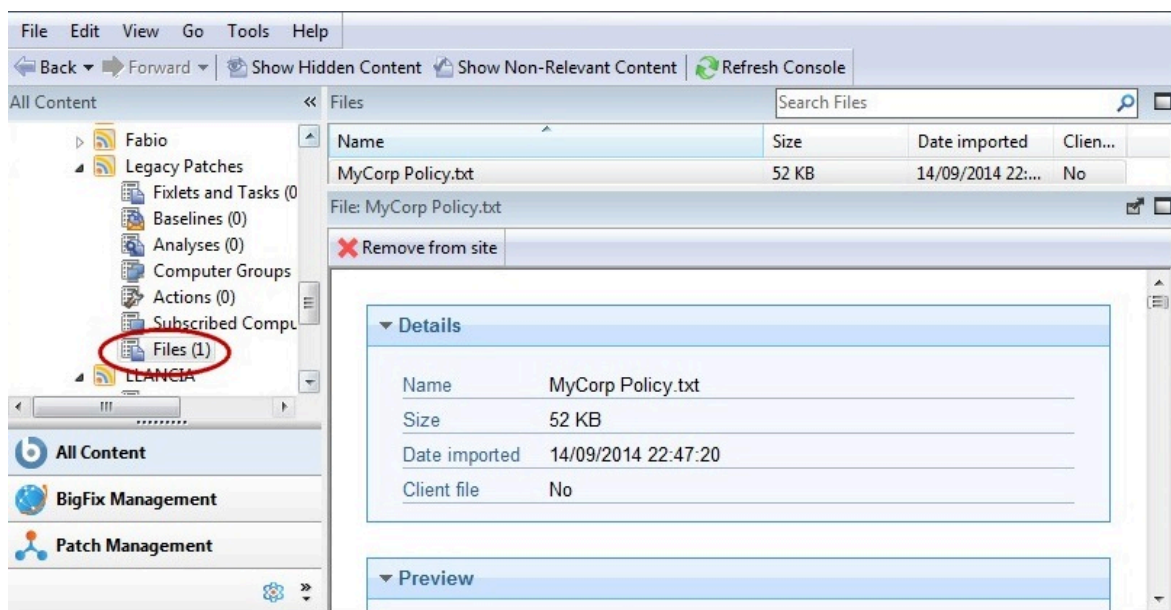 File Edit View Go Tools Help
Back Forward Show Hidden Content Show Non-Relevant Content Refresh Console
All Content
Fabio
Legacy Patches
Fixlets and Tasks (0
Baselines (0)
Analyses (0)
Computer Groups
Actions (0)
Subscribed Compu
Files (1)
LLANCIA
All Content
BigFix Management
Patch Management
Files Search Files
Name Size Date imported Clien...
MyCorp Policy.txt 52 KB 14/09/2014 22:... No
File: MyCorp Policy.txt
Remove from site
Details
Name MyCorp Policy.txt
Size 52 KB
Date imported 14/09/2014 22:47:20
Client file No
Preview